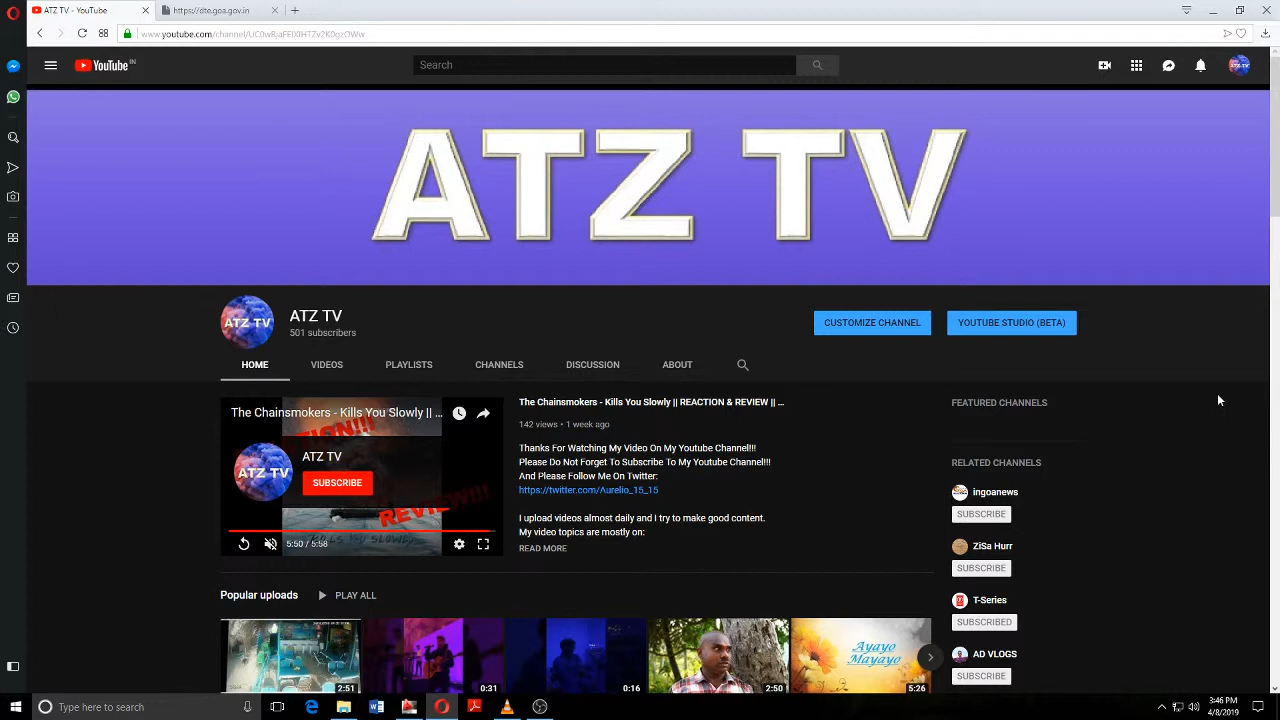 ATZ TV - YouTube
https://dte.goa.gov.in
YouTube IN
Search
ATZ TV
ATZ TV
ATZ TV
501 subscribers
CUSTOMIZE CHANNEL
YOUTUBE STUDIO (BETA)
HOME
VIDEOS
PLAYLISTS
CHANNELS
DISCUSSION
ABOUT
The Chainsmokers - Kills You Slowly || ...
ATZ TV
ATZ TV
SUBSCRIBE
REVIEW!!!
5:50 / 5:58
The Chainsmokers - Kills You Slowly || REACTION & REVIEW || ...
142 views • 1 week ago
Thanks For Watching My Video On My Youtube Channel!!!
Please Do Not Forget To Subscribe To My Youtube Channel!!!
And Please Follow Me On Twitter:
https://twitter.com/Aurelio_15_15
I upload videos almost daily and I try to make good content.
My video topics are mostly on:
READ MORE
FEATURED CHANNELS
RELATED CHANNELS
ingoanews
SUBSCRIBE
ZiSa Hurr
SUBSCRIBE
T-Series
SUBSCRIBED
AD VLOGS
SUBSCRIBE
Popular uploads
PLAY ALL
2:51
0:31
0:16
2:50
Ayayo
Mayayo
5:26
Type here to search
3:46 PM
4/8/2019